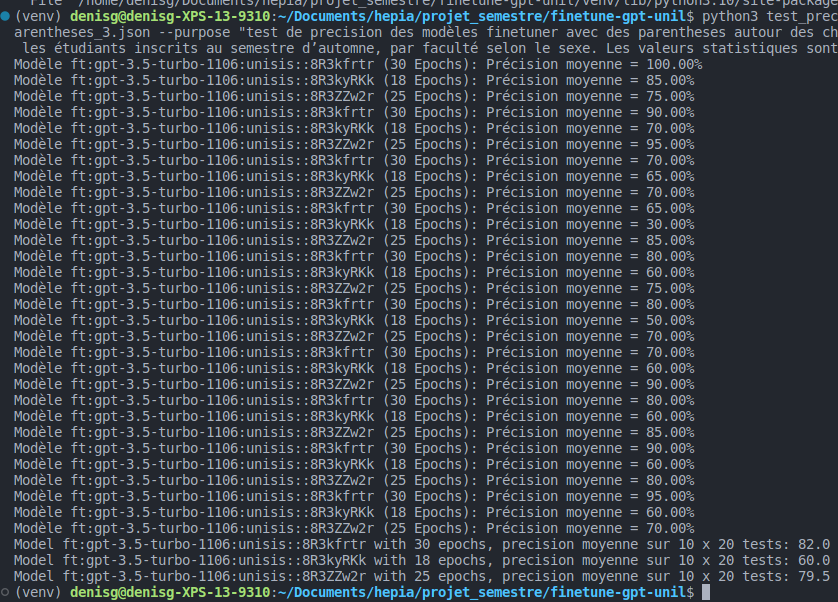 File "/home/denisg/Documents/hepia/projet_semestre/finetune-gpt-unil/venv/lib/python3.10/site-package
(venv) denisg@denisg-XPS-13-9310:~/Documents/hepia/projet_semestre/finetune-gpt-unil$ python3 test_prec
arentheses_3.json --purpose "test de precision des modèles finetuner avec des parentheses autour des ch
les étudiants inscrits au semestre d’automne, par faculté selon le sexe. Les valeurs statistiques sont
Modèle ft:gpt-3.5-turbo-1106:unisis::8R3kfrtr (30 Epochs): Précision moyenne = 100.00%
Modèle ft:gpt-3.5-turbo-1106:unisis::8R3kyRKk (18 Epochs): Précision moyenne = 85.00%
Modèle ft:gpt-3.5-turbo-1106:unisis::8R3ZZw2r (25 Epochs): Précision moyenne = 75.00%
Modèle ft:gpt-3.5-turbo-1106:unisis::8R3kfrtr (30 Epochs): Précision moyenne = 90.00%
Modèle ft:gpt-3.5-turbo-1106:unisis::8R3kyRKk (18 Epochs): Précision moyenne = 70.00%
Modèle ft:gpt-3.5-turbo-1106:unisis::8R3ZZw2r (25 Epochs): Précision moyenne = 95.00%
Modèle ft:gpt-3.5-turbo-1106:unisis::8R3kfrtr (30 Epochs): Précision moyenne = 70.00%
Modèle ft:gpt-3.5-turbo-1106:unisis::8R3kyRKk (18 Epochs): Précision moyenne = 65.00%
Modèle ft:gpt-3.5-turbo-1106:unisis::8R3ZZw2r (25 Epochs): Précision moyenne = 70.00%
Modèle ft:gpt-3.5-turbo-1106:unisis::8R3kfrtr (30 Epochs): Précision moyenne = 65.00%
Modèle ft:gpt-3.5-turbo-1106:unisis::8R3kyRKk (18 Epochs): Précision moyenne = 30.00%
Modèle ft:gpt-3.5-turbo-1106:unisis::8R3ZZw2r (25 Epochs): Précision moyenne = 85.00%
Modèle ft:gpt-3.5-turbo-1106:unisis::8R3kfrtr (30 Epochs): Précision moyenne = 80.00%
Modèle ft:gpt-3.5-turbo-1106:unisis::8R3kyRKk (18 Epochs): Précision moyenne = 60.00%
Modèle ft:gpt-3.5-turbo-1106:unisis::8R3ZZw2r (25 Epochs): Précision moyenne = 75.00%
Modèle ft:gpt-3.5-turbo-1106:unisis::8R3kfrtr (30 Epochs): Précision moyenne = 80.00%
Modèle ft:gpt-3.5-turbo-1106:unisis::8R3kyRKk (18 Epochs): Précision moyenne = 50.00%
Modèle ft:gpt-3.5-turbo-1106:unisis::8R3ZZw2r (25 Epochs): Précision moyenne = 70.00%
Modèle ft:gpt-3.5-turbo-1106:unisis::8R3kfrtr (30 Epochs): Précision moyenne = 70.00%
Modèle ft:gpt-3.5-turbo-1106:unisis::8R3kyRKk (18 Epochs): Précision moyenne = 60.00%
Modèle ft:gpt-3.5-turbo-1106:unisis::8R3ZZw2r (25 Epochs): Précision moyenne = 90.00%
Modèle ft:gpt-3.5-turbo-1106:unisis::8R3kfrtr (30 Epochs): Précision moyenne = 80.00%
Modèle ft:gpt-3.5-turbo-1106:unisis::8R3kyRKk (18 Epochs): Précision moyenne = 60.00%
Modèle ft:gpt-3.5-turbo-1106:unisis::8R3ZZw2r (25 Epochs): Précision moyenne = 85.00%
Modèle ft:gpt-3.5-turbo-1106:unisis::8R3kfrtr (30 Epochs): Précision moyenne = 90.00%
Modèle ft:gpt-3.5-turbo-1106:unisis::8R3kyRKk (18 Epochs): Précision moyenne = 60.00%
Modèle ft:gpt-3.5-turbo-1106:unisis::8R3ZZw2r (25 Epochs): Précision moyenne = 80.00%
Modèle ft:gpt-3.5-turbo-1106:unisis::8R3kfrtr (30 Epochs): Précision moyenne = 95.00%
Modèle ft:gpt-3.5-turbo-1106:unisis::8R3kyRKk (18 Epochs): Précision moyenne = 60.00%
Modèle ft:gpt-3.5-turbo-1106:unisis::8R3ZZw2r (25 Epochs): Précision moyenne = 70.00%
Model ft:gpt-3.5-turbo-1106:unisis::8R3kfrtr with 30 epochs, precision moyenne sur 10 x 20 tests: 82.0
Model ft:gpt-3.5-turbo-1106:unisis::8R3kyRKk with 18 epochs, precision moyenne sur 10 x 20 tests: 60.0
Model ft:gpt-3.5-turbo-1106:unisis::8R3ZZw2r with 25 epochs, precision moyenne sur 10 x 20 tests: 79.5
(venv) denisg@denisg-XPS-13-9310:~/Documents/hepia/projet_semestre/finetune-gpt-unil$